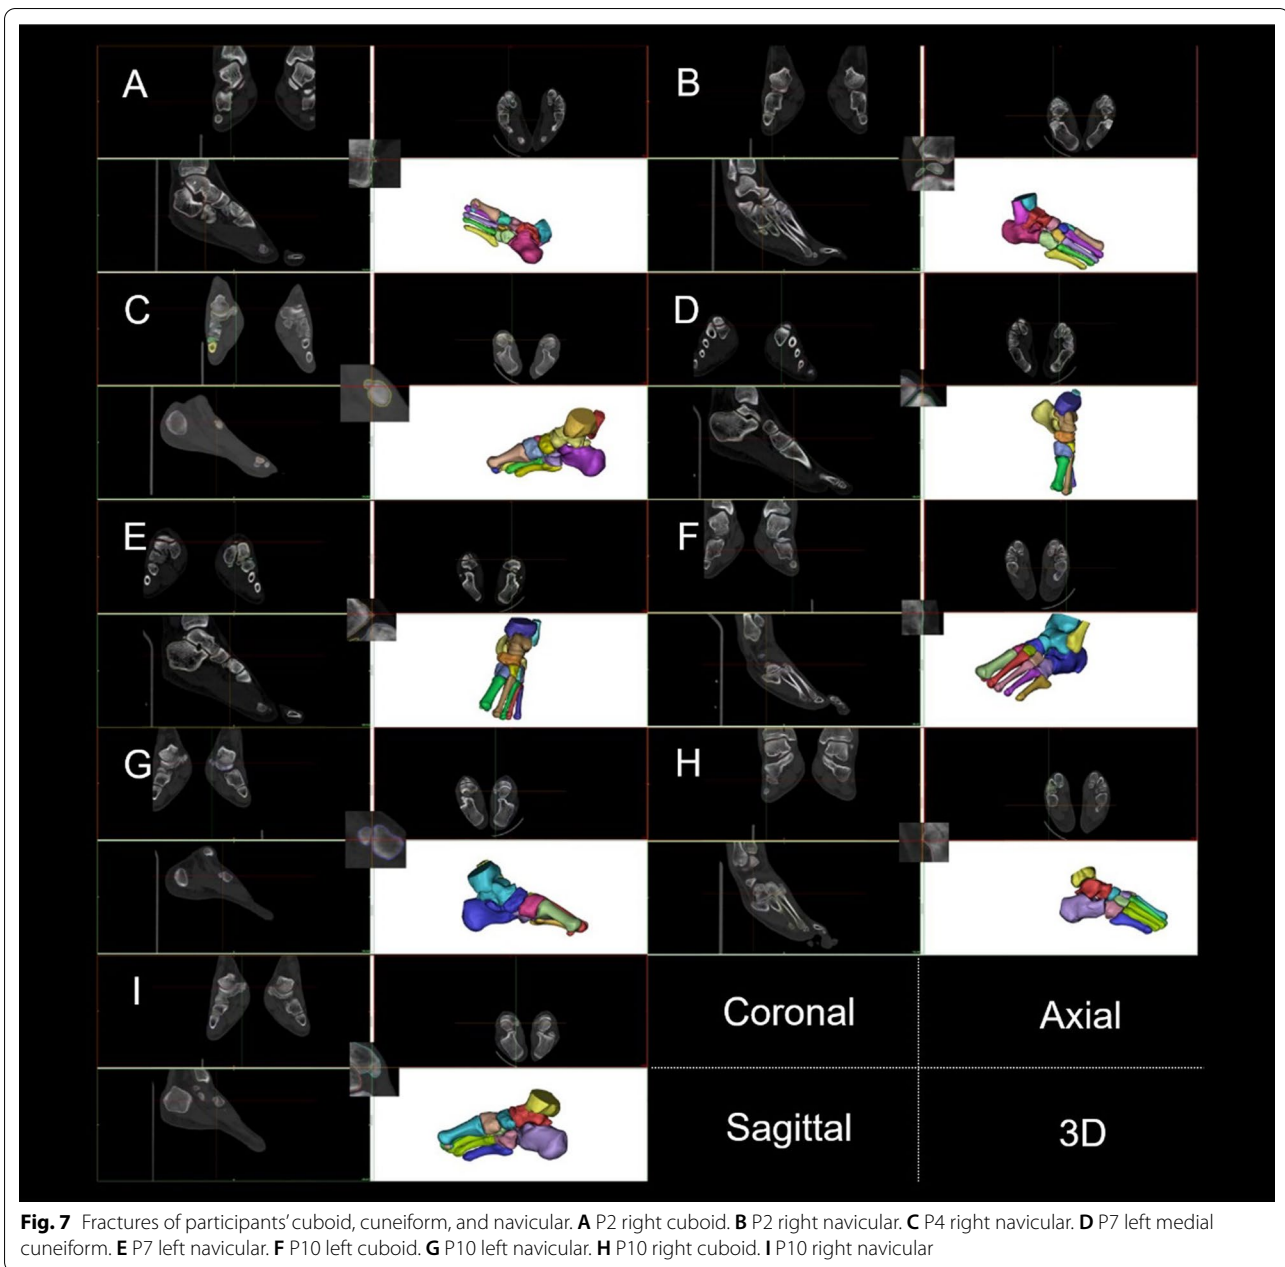 A
B
C
D
E
F
G
H
I
Coronal
Axial
Sagittal
3D
Fig. 7 Fractures of participants' cuboid, cuneiform, and navicular. A P2 right cuboid. B P2 right navicular. C P4 right navicular. D P7 left medial
cuneiform. E P7 left navicular. F P10 left cuboid. G P10 left navicular. H P10 right cuboid. I P10 right navicular